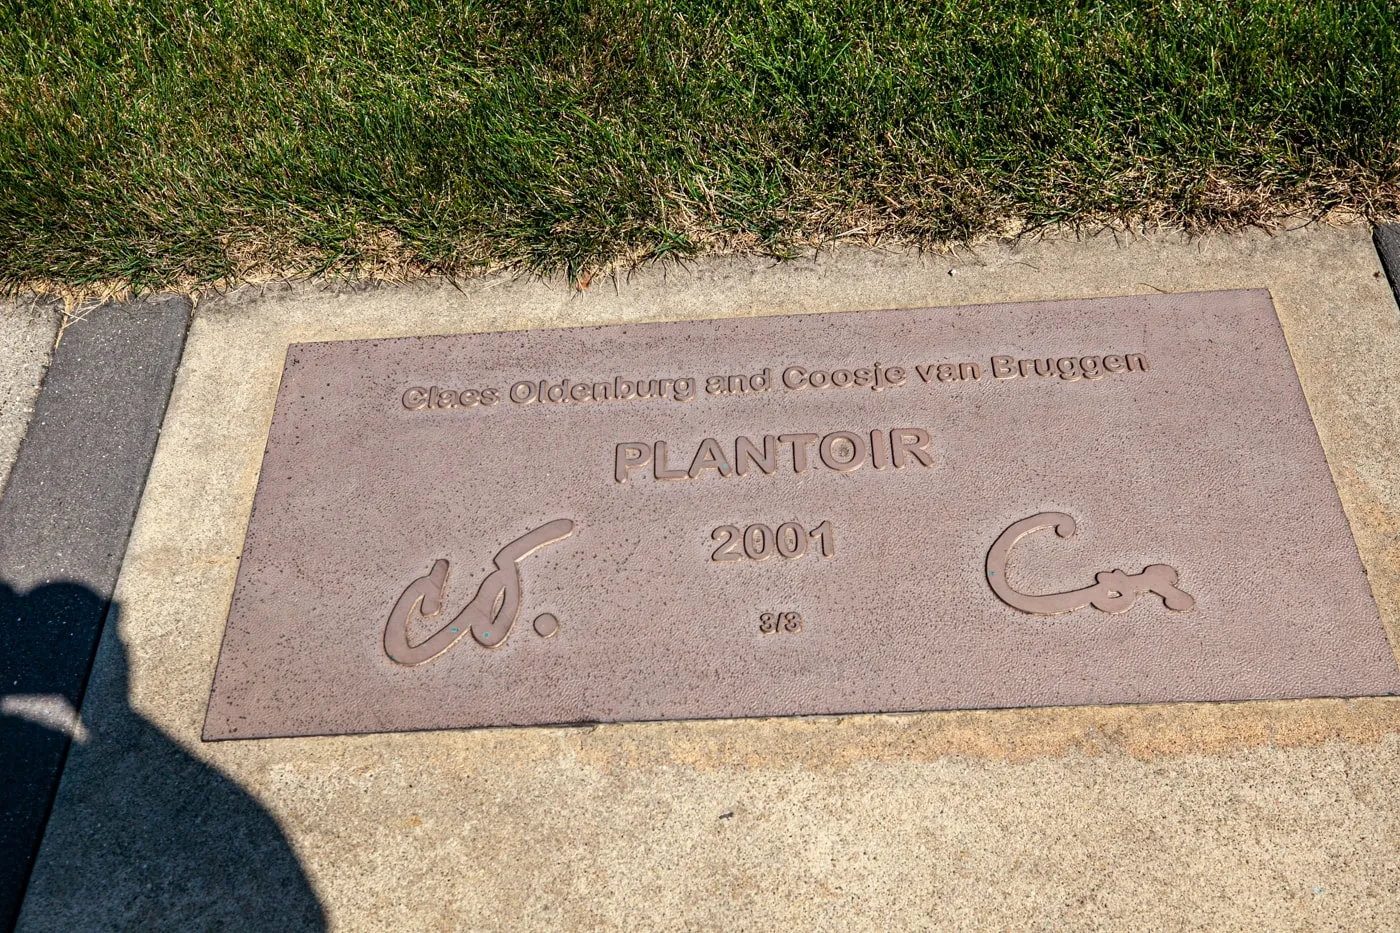 Claes Oldenburg and Coosje van Bruggen
PLANTOIR
2001
3/3